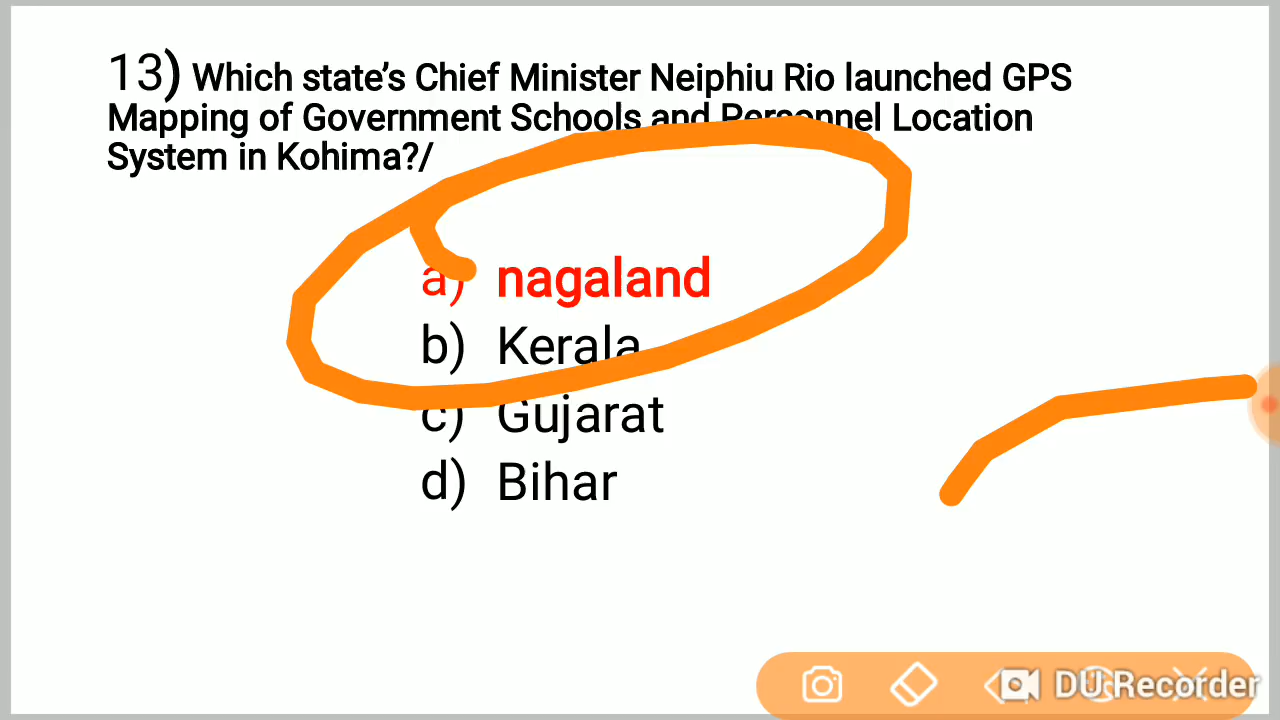 13) Which state's Chief Minister Neiphiu Rio launched GPS
Mapping of Government Schools and Personnel Location
System in Kohima?/
a) nagaland
b) Kerala
c) Gujarat
d) Bihar
DU Recorder